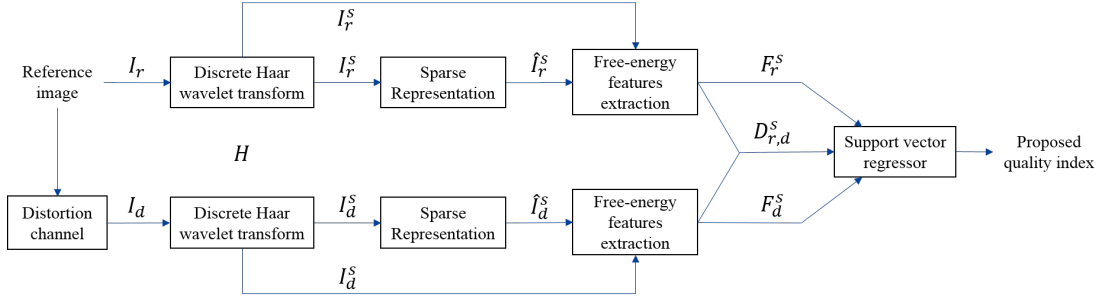 I_r^s
Reference
image
I_r
Discrete Haar
wavelet transform
I_r^s
Sparse
Representation
Î_r^s
Free-energy
features
extraction
F_r^s
D_{r,d}^s
H
Support vector
regressor
Proposed
quality index
Distortion
channel
I_d
Discrete Haar
wavelet transform
I_d^s
Sparse
Representation
Î_d^s
Free-energy
features
extraction
F_d^s
I_d^s